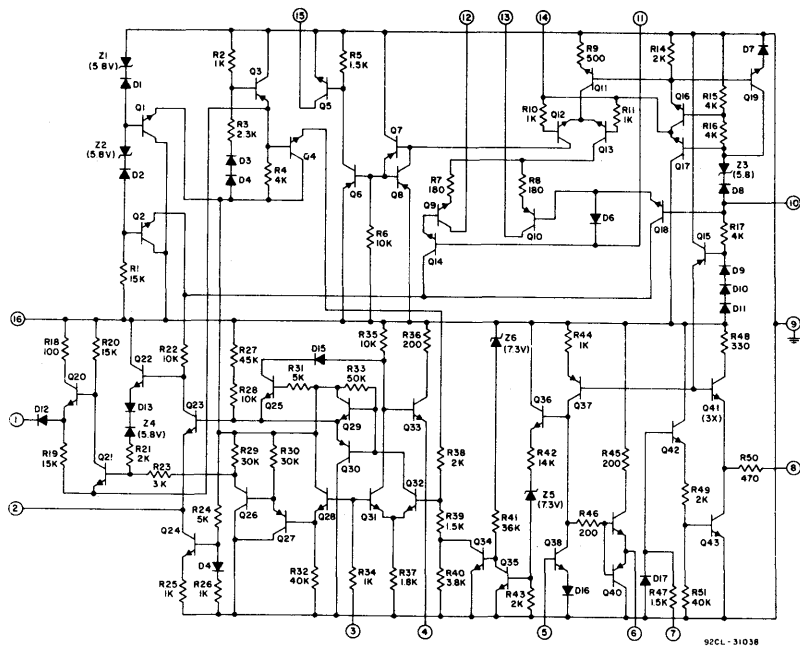 15
12
13
14
11
Z1
(5.8V)
D1
R2
1K
Q3
R5
1.5K
Q5
R9
500
Q11
R14
2K
D7
Q19
Q1
R3
2.3K
Z2
(5.8V)
D2
D3
D4
R4
4K
Q4
Q7
R10
1K
Q12
R11
1K
Q13
Q16
R15
4K
R16
4K
Q17
Z3
(5.8)
D8
Q2
Q6
Q8
R7
180
Q9
R8
180
Q10
D6
Q18
10
R1
15K
R6
10K
Q14
Q15
R17
4K
D9
D10
D11
16
9
R18
100
R20
15K
Q22
R22
10K
R27
45K
D15
R35
10K
R36
200
Z6
(7.3V)
R44
1K
R48
330
Q20
D13
Z4
(5.8V)
Q23
R28
10K
R31
5K
R33
50K
Q25
Q29
Q33
Q36
Q37
Q41
(3X)
1
D12
R19
15K
Q21
R21
2K
R23
3K
R29
30K
R30
30K
Q30
R38
2K
R42
14K
R45
200
Q42
R50
470
8
2
R24
5K
Q26
Q28
Q31
Q32
R39
1.5K
R41
36K
Z5
(7.3V)
R46
200
Q39
R49
2K
Q43
Q24
Q27
Q34
Q35
Q38
R25
1K
D4
R26
1K
R32
40K
R34
1K
R37
1.8K
R40
3.8K
R43
2K
D16
Q40
D17
R47
1.5K
R51
40K
3
4
5
6
7
92CL-31038